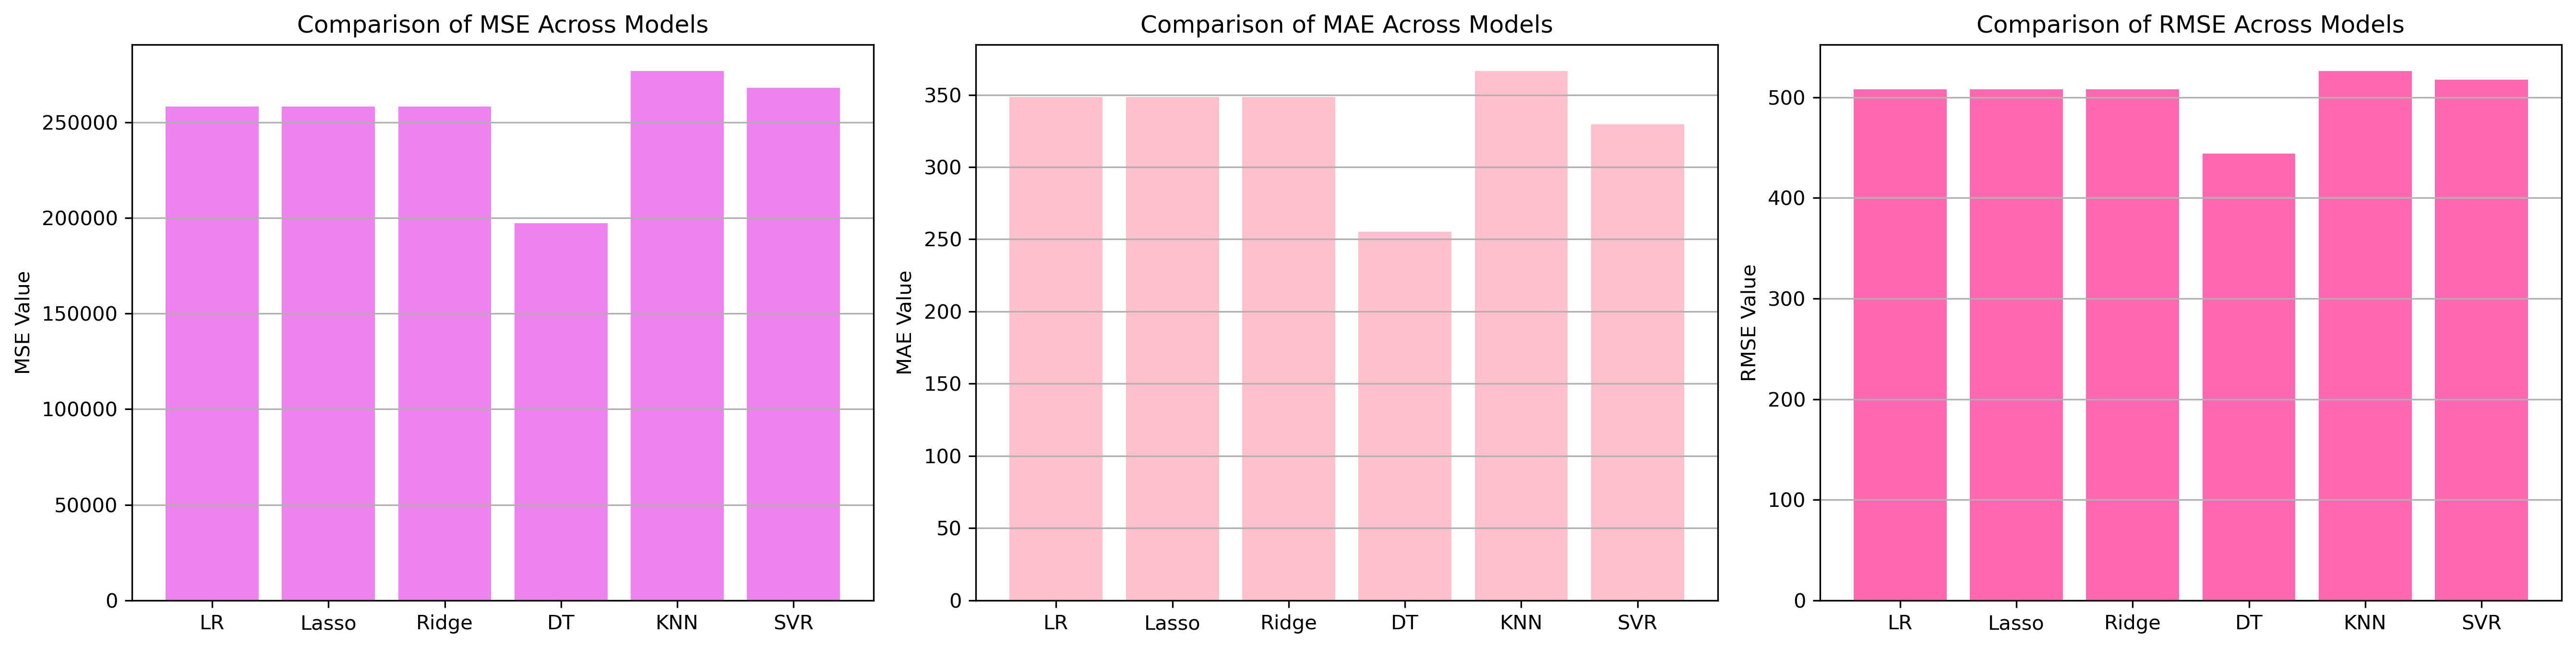 Comparison of MSE Across Models
MSE Value
250000
200000
150000
100000
50000
0
LR Lasso Ridge DT KNN SVR
Comparison of MAE Across Models
MAE Value
350
300
250
200
150
100
50
0
LR Lasso Ridge DT KNN SVR
Comparison of RMSE Across Models
RMSE Value
500
400
300
200
100
0
LR Lasso Ridge DT KNN SVR